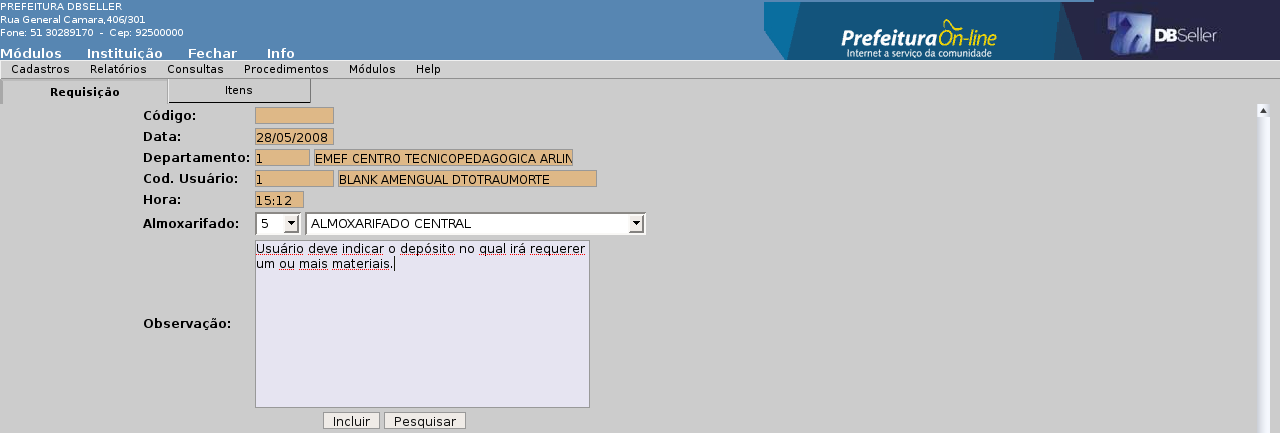 PREFEITURA DBSELLER
Rua General Camara,406/301
Fone: 51 30289170 - Cep: 92500000
Prefeitura On-line
Internet a serviço da comunidade
DBSeller
Módulos Instituição Fechar Info
Cadastros Relatórios Consultas Procedimentos Módulos Help
Requisição Itens
Código:
Data: 28/05/2008
Departamento: 1 EMEF CENTRO TECNICOPEDAGOGICA ARLIN
Cod. Usuário: 1 BLANK AMENGUAL DTOTRAUMORTE
Hora: 15:12
Almoxarifado: 5 ALMOXARIFADO CENTRAL
Usuário deve indicar o depósito no qual irá requerer
um ou mais materiais.
Observação:
Incluir Pesquisar